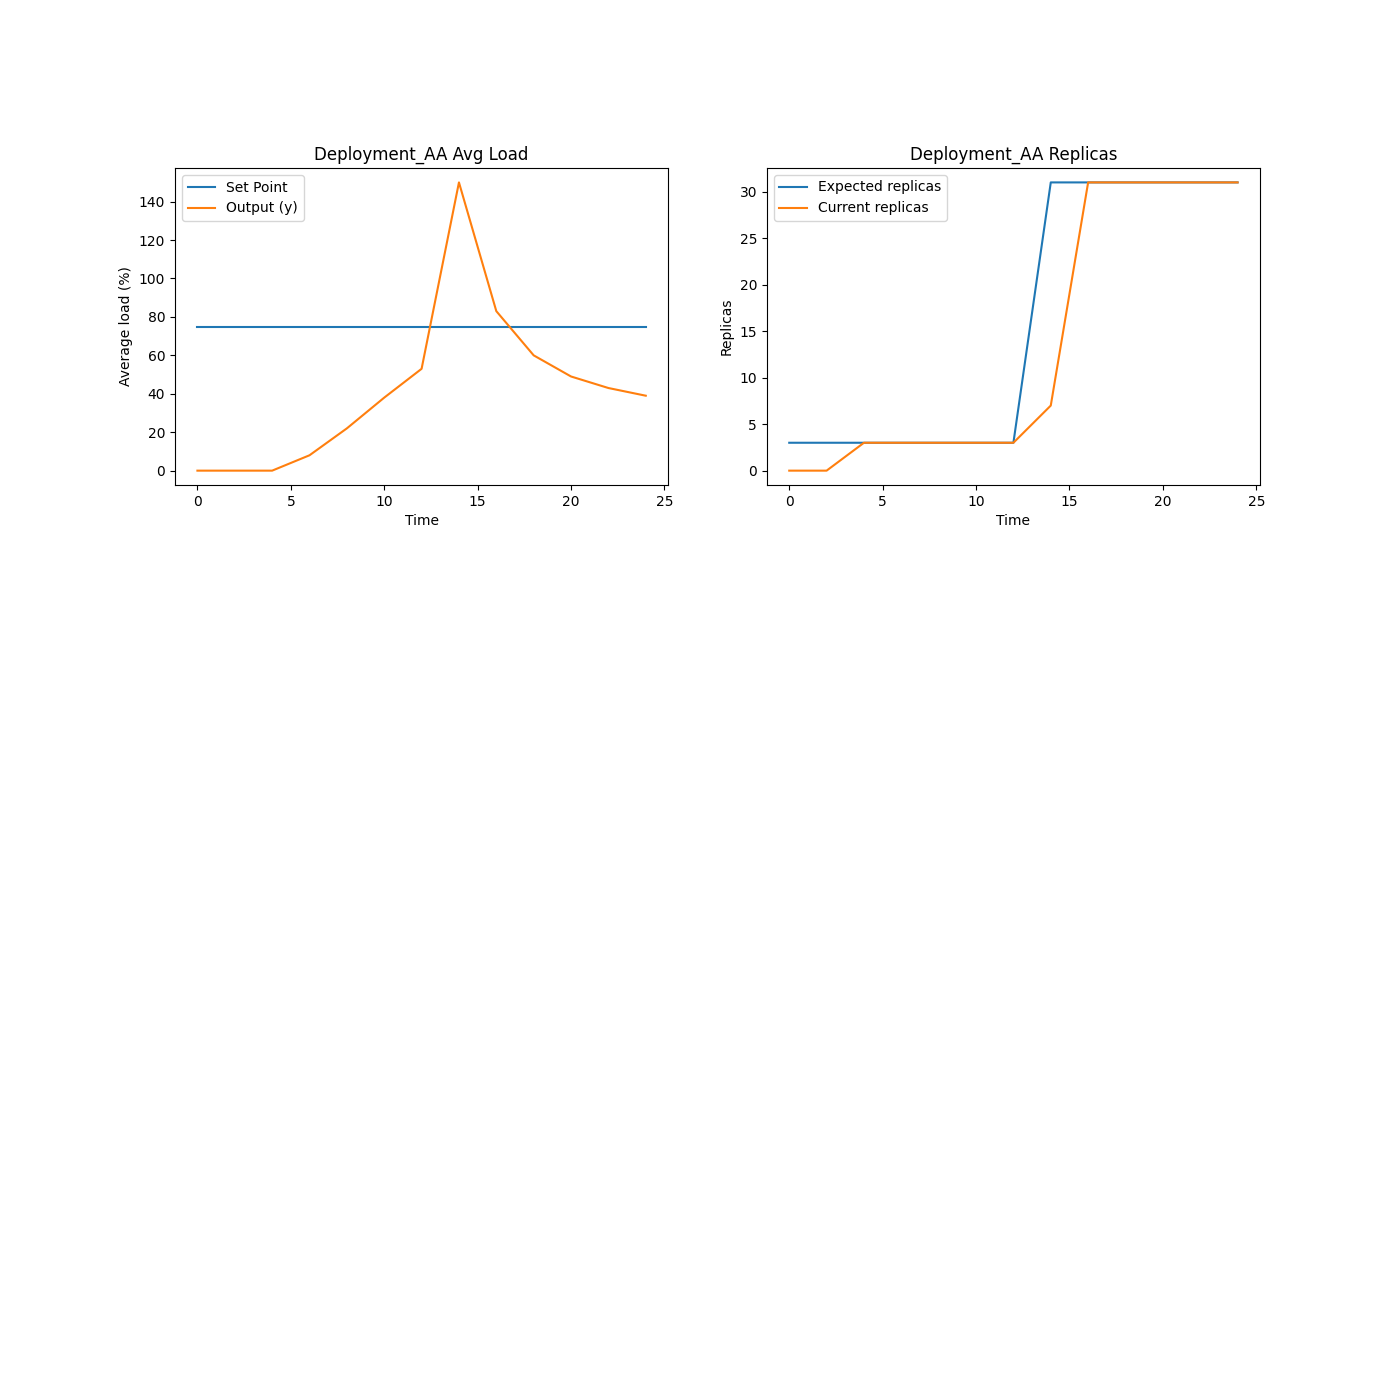 Deployment_AA Avg Load
Set Point
Output (y)
Average load (%)
140
120
100
80
60
40
20
0
0 5 10 15 20 25
Time
Deployment_AA Replicas
Expected replicas
Current replicas
Replicas
30
25
20
15
10
5
0
0 5 10 15 20 25
Time